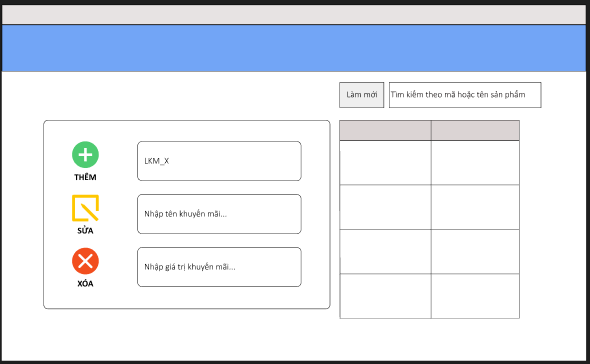 Làm mới
Tìm kiếm theo mã hoặc tên sản phẩm
THÊM
LKM_X
SỬA
Nhập tên khuyến mãi...
XÓA
Nhập giá trị khuyến mãi...